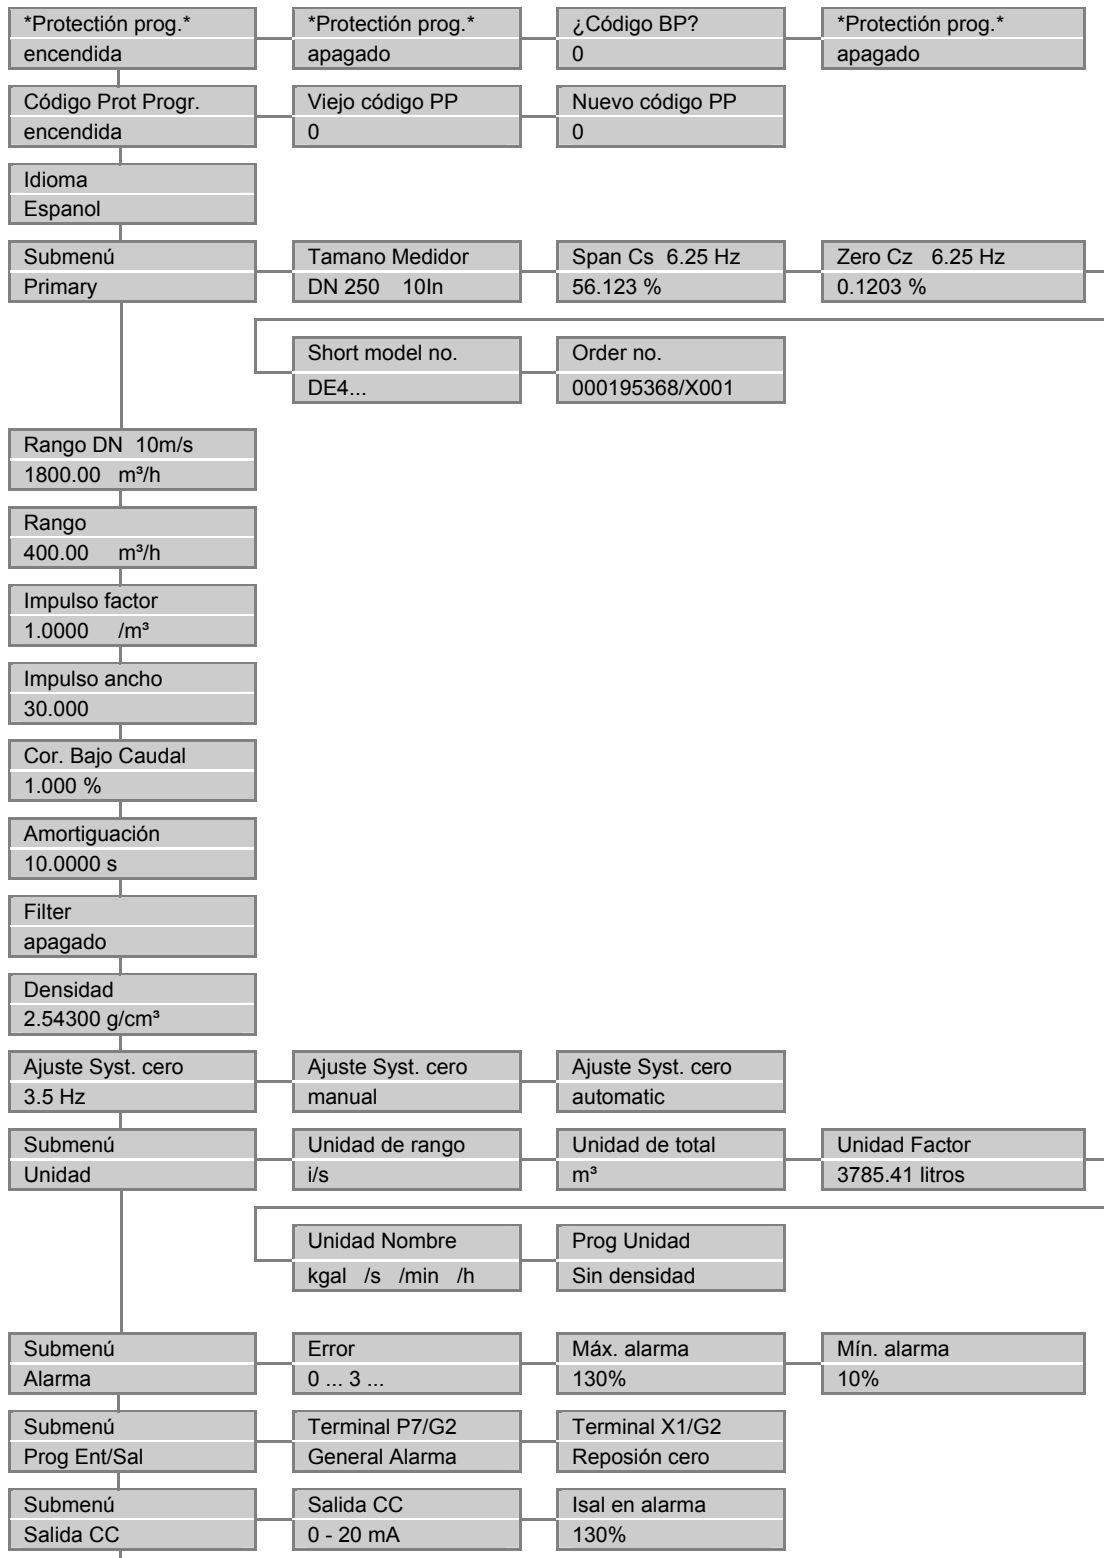 *Protectión prog.*
encendida
*Protectión prog.*
apagado
¿Código BP?
0
*Protectión prog.*
apagado
Código Prot Progr.
encendida
Viejo código PP
0
Nuevo código PP
0
Idioma
Espanol
Submenú
Primary
Tamano Medidor
DN 250 10In
Span Cs 6.25 Hz
56.123 %
Zero Cz 6.25 Hz
0.1203 %
Short model no.
DE4...
Order no.
000195368/X001
Rango DN 10m/s
1800.00 m³/h
Rango
400.00 m³/h
Impulso factor
1.0000 /m³
Impulso ancho
30.000
Cor. Bajo Caudal
1.000 %
Amortiguación
10.0000 s
Filter
apagado
Densidad
2.54300 g/cm³
Ajuste Syst. cero
3.5 Hz
Ajuste Syst. cero
manual
Ajuste Syst. cero
automatic
Submenú
Unidad
Unidad de rango
i/s
Unidad de total
m³
Unidad Factor
3785.41 litros
Unidad Nombre
kgal /s /min /h
Prog Unidad
Sin densidad
Submenú
Alarma
Error
0 ... 3 ...
Máx. alarma
130%
Mín. alarma
10%
Submenú
Prog Ent/Sal
Terminal P7/G2
General Alarma
Terminal X1/G2
Reposión cero
Submenú
Salida CC
Salida CC
0 - 20 mA
Isal en alarma
130%